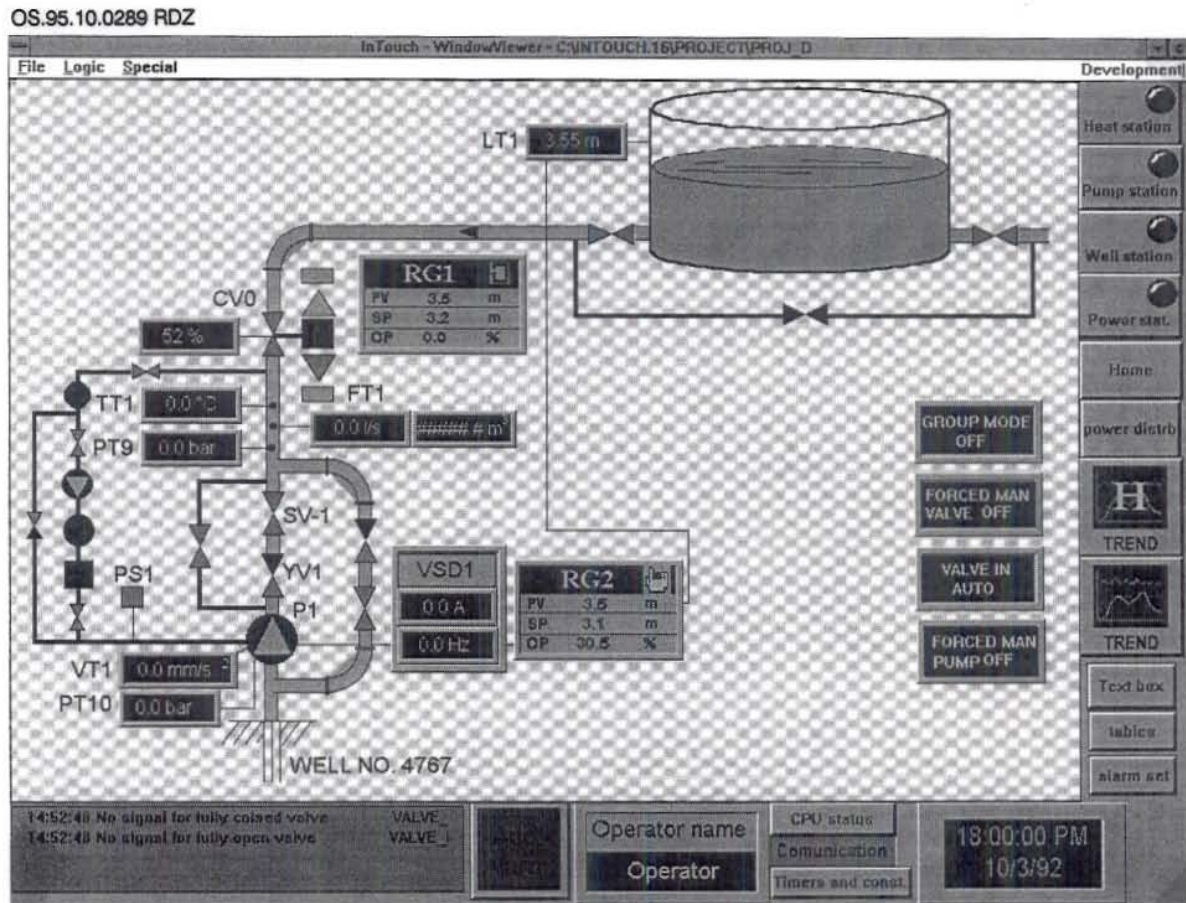 OS.95.10.0289 RDZ
InTouch - WindowViewer - C:\INTOUCH.16\PROJECT\PROJ_D
File Logic Special Development
LT1 3.55 m
Heat station
Pump station
Well station
Power stat.
Home
power distrb
H
TREND
TREND
Text box
tables
alarm set
RG1
PV 3.5 m
SP 3.2 m
OP 0.0 %
CV0
52 %
FT1
TT1 0.0 °C
0.0 l/s ##### # m³
PT9 0.0 bar
GROUP MODE
OFF
FORCED MAN
VALVE OFF
VALVE IN
AUTO
FORCED MAN
PUMP OFF
SV-1
YV1
PS1
P1
VSD1
0.0 A
0.0 Hz
RG2
PV 3.5 m
SP 3.1 m
OP 30.5 %
VT1 0.0 mm/s 2
PT10 0.0 bar
WELL NO. 4767
14:52:48 No signal for fully colsed valve VALVE_
14:52:48 No signal for fully open valve VALVE_
Operator name
Operator
CPU status
Comunication
Timers and const.
18:00:00 PM
10/3/92